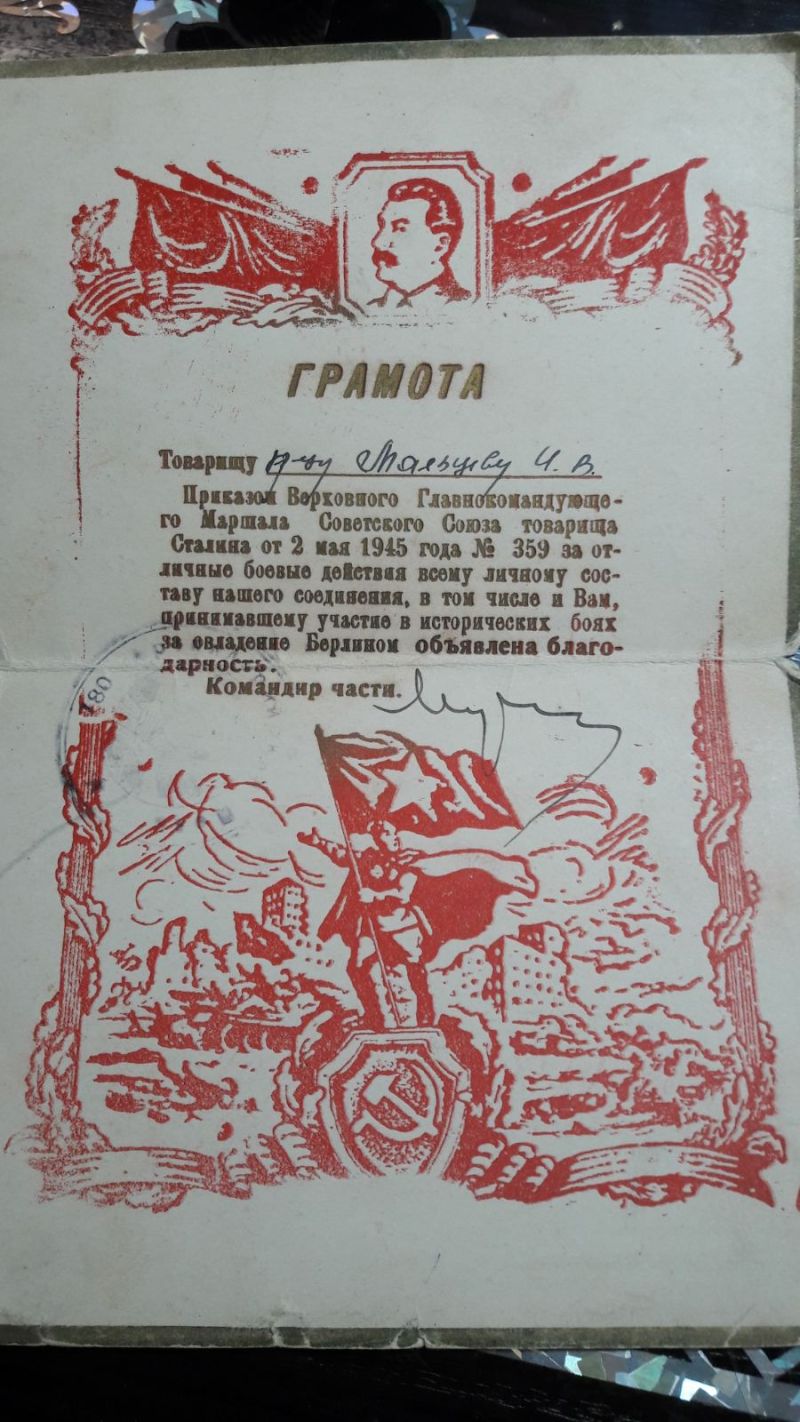 ГРАМОТА
Товарищу Мальцеву И. В.
Приказом Верховного Главнокомандующе-
го Маршала Советского Союза товарища
Сталина от 2 мая 1945 года № 359 за от-
личные боевые действия всему личному сос-
таву нашего соединения, в том числе и Вам,
принимавшему участие в исторических боях
за овладение Берлином объявлена благо-
дарность.
Командир части.
180